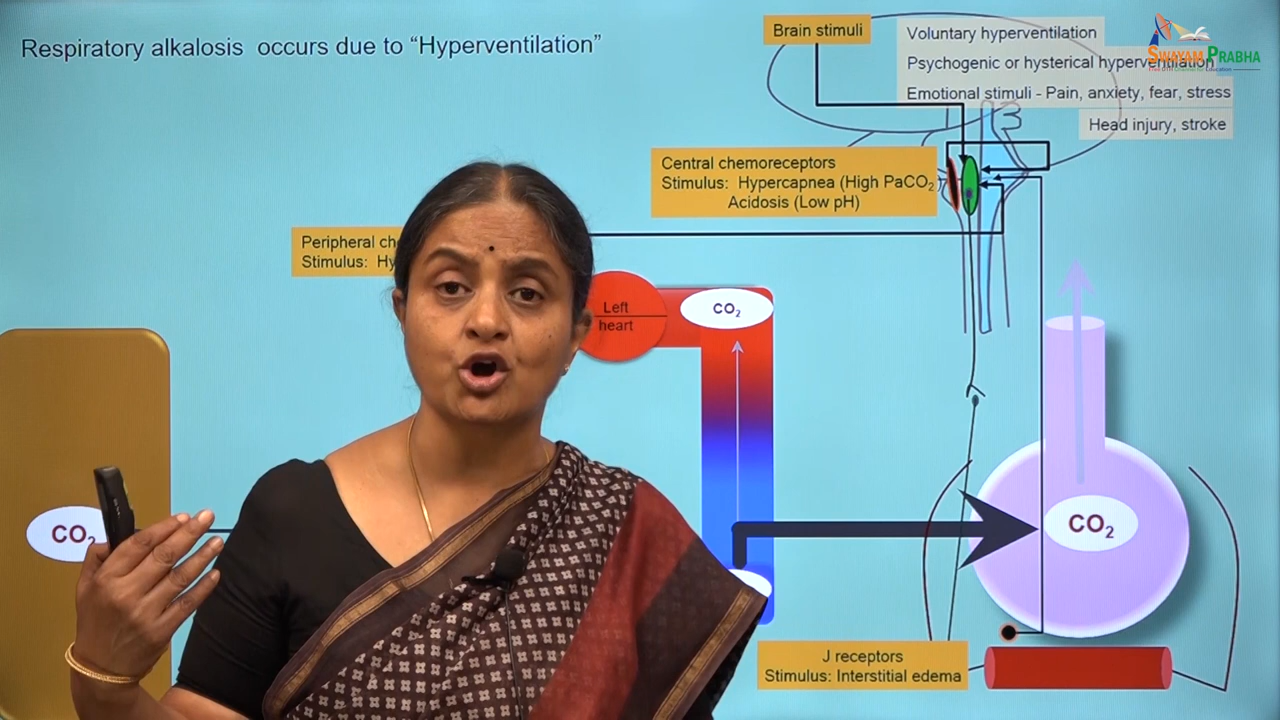 Respiratory alkalosis occurs due to “Hyperventilation”
Brain stimuli
Voluntary hyperventilation
Psychogenic or hysterical hyperventilation
Emotional stimuli - Pain, anxiety, fear, stress
Head injury, stroke
SWAYAM PRABHA
Central chemoreceptors
Stimulus: Hypercapnea (High PaCO2
Acidosis (Low pH)
Peripheral
Stimulus:
Left
heart
CO2
CO2
CO2
J receptors
Stimulus: Interstitial edema